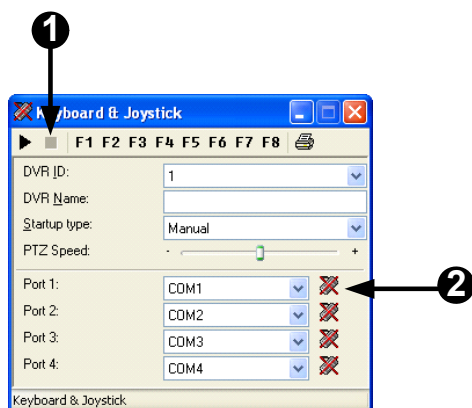 1
Keyboard & Joystick
F1 F2 F3 F4 F5 F6 F7 F8
DVR ID: 1
DVR Name:
Startup type: Manual
PTZ Speed: - +
Port 1: COM1
2
Port 2: COM2
Port 3: COM3
Port 4: COM4
Keyboard & Joystick